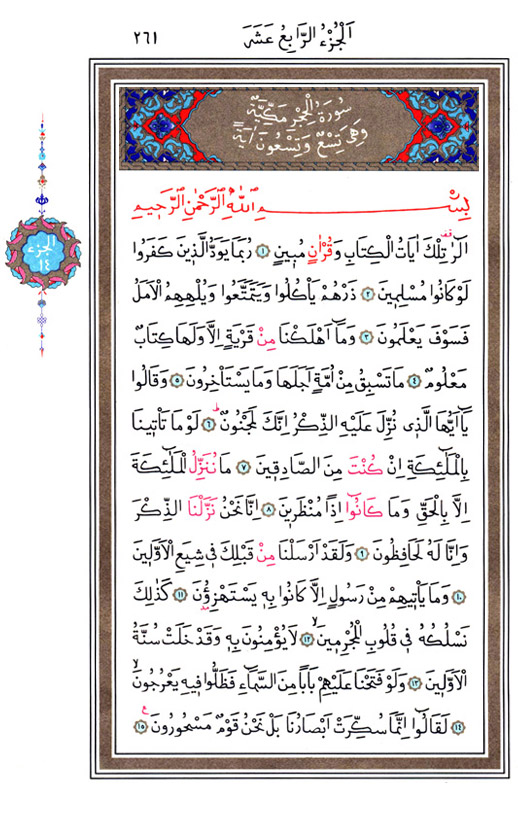 اَلْجُزْءُ الرَّابِعُ عَشَرَ
٢٦١
سُورَةُ الْحِجْرِ مَكِّيَّةٌ
وَهِىَ تِسْعٌ وَتِسْعُونَ اٰيَةً
بِسْمِ اللّٰهِ الرَّحْمٰنِ الرَّحٖيمِ
الٓرٰ تِلْكَ اٰيَاتُ الْكِتَابِ وَقُرْاٰنٍ مُبٖينٍ ﴿١﴾ رُبَمَا يَوَدُّ الَّذٖينَ كَفَرُوا
لَوْ كَانُوا مُسْلِمٖينَ ﴿٢﴾ ذَرْهُمْ يَاْكُلُوا وَيَتَمَتَّعُوا وَيُلْهِهِمُ الْاَمَلُ
فَسَوْفَ يَعْلَمُونَ ﴿٣﴾ وَمَٓا اَهْلَكْنَا مِنْ قَرْيَةٍ اِلَّا وَلَهَا كِتَابٌ
مَعْلُومٌ ﴿٤﴾ مَا تَسْبِقُ مِنْ اُمَّةٍ اَجَلَهَا وَمَا يَسْتَاْخِرُونَ ﴿٥﴾ وَقَالُوا
يَٓا اَيُّهَا الَّذٖى نُزِّلَ عَلَيْهِ الذِّكْرُ اِنَّكَ لَمَجْنُونٌ ﴿٦﴾ لَوْ مَا تَاْتٖينَا
بِالْمَلٰٓئِكَةِ اِنْ كُنْتَ مِنَ الصَّادِقٖينَ ﴿٧﴾ مَا نُنَزِّلُ الْمَلٰٓئِكَةَ
اِلَّا بِالْحَقِّ وَمَا كَانُٓوا اِذًا مُنْظَرٖينَ ﴿٨﴾ اِنَّا نَحْنُ نَزَّلْنَا الذِّكْرَ
وَاِنَّا لَهُ لَحَافِظُونَ ﴿٩﴾ وَلَقَدْ اَرْسَلْنَا مِنْ قَبْلِكَ فٖى شِيَعِ الْاَوَّلٖينَ
﴿١٠﴾ وَمَا يَاْتٖيهِمْ مِنْ رَسُولٍ اِلَّا كَانُوا بِهٖ يَسْتَهْزِؤُنَ ﴿١١﴾ كَذٰلِكَ
نَسْلُكُهُ فٖى قُلُوبِ الْمُجْرِمٖينَ ﴿١٢﴾ لَا يُؤْمِنُونَ بِهٖ وَقَدْ خَلَتْ سُنَّةُ
الْاَوَّلٖينَ ﴿١٣﴾ وَلَوْ فَتَحْنَا عَلَيْهِمْ بَابًا مِنَ السَّمَٓاءِ فَظَلُّوا فٖيهِ يَعْرُجُونَ
﴿١٤﴾ لَقَالُٓوا اِنَّمَا سُكِّرَتْ اَبْصَارُنَا بَلْ نَحْنُ قَوْمٌ مَسْحُورُونَ ﴿١٥﴾
الجزء
١٤